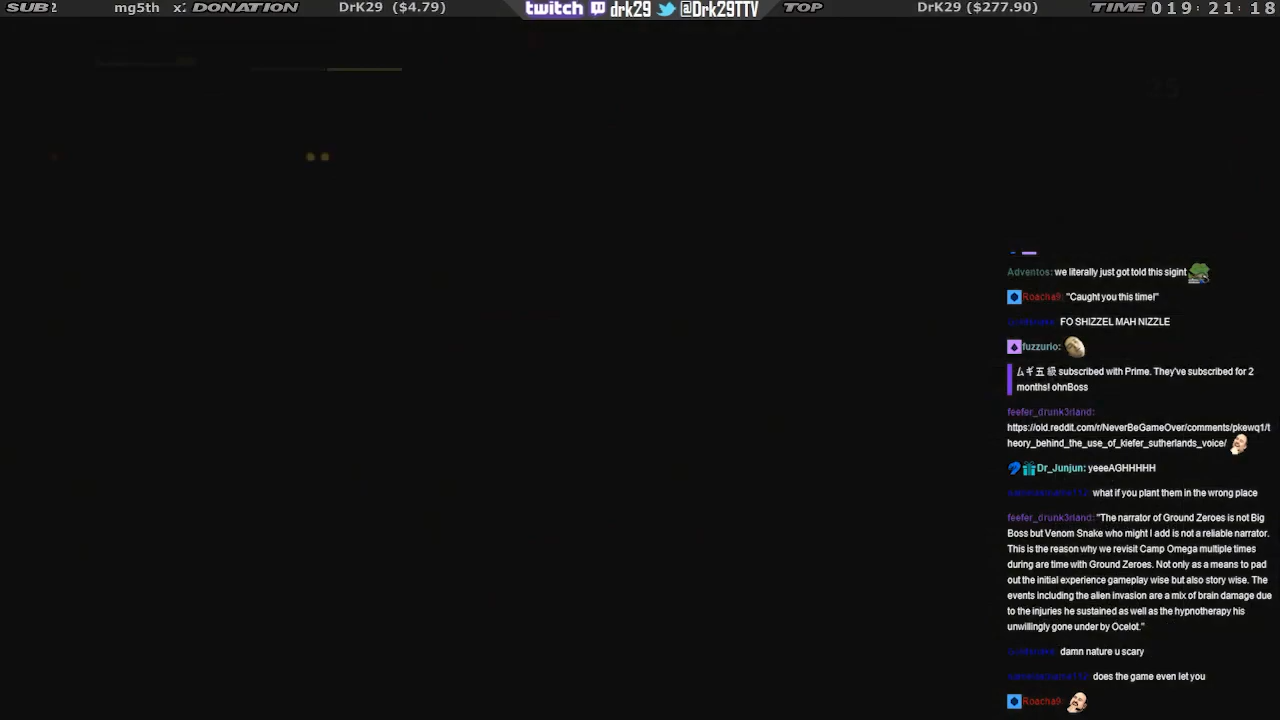 SUB: mg5th x2 DONATION DrK29 ($4.79) twitch drk29 @Drk29TTV TOP DrK29 ($277.90) TIME 019:21:18
25
Adventos: we literally just got told this sigint
Roacha9: "Caught you this time!"
FO SHIZZEL MAH NIZZLE
fuzzurio:
ムギ五 級 subscribed with Prime. They've subscribed for 2
months! ohnBoss
feefer_drunk3rland:
https://old.reddit.com/r/NeverBeGameOver/comments/pkewq1/t
heory_behind_the_use_of_kiefer_sutherlands_voice/
Dr_Junjun: yeeeAGHHHHH
what if you plant them in the wrong place
feefer_drunk3rland: "The narrator of Ground Zeroes is not Big
Boss but Venom Snake who might I add is not a reliable narrator.
This is the reason why we revisit Camp Omega multiple times
during are time with Ground Zeroes. Not only as a means to pad
out the initial experience gameplay wise but also story wise. The
events including the alien invasion are a mix of brain damage due
to the injuries he sustained as well as the hypnotherapy his
unwillingly gone under by Ocelot."
damn nature u scary
does the game even let you
Roacha9: